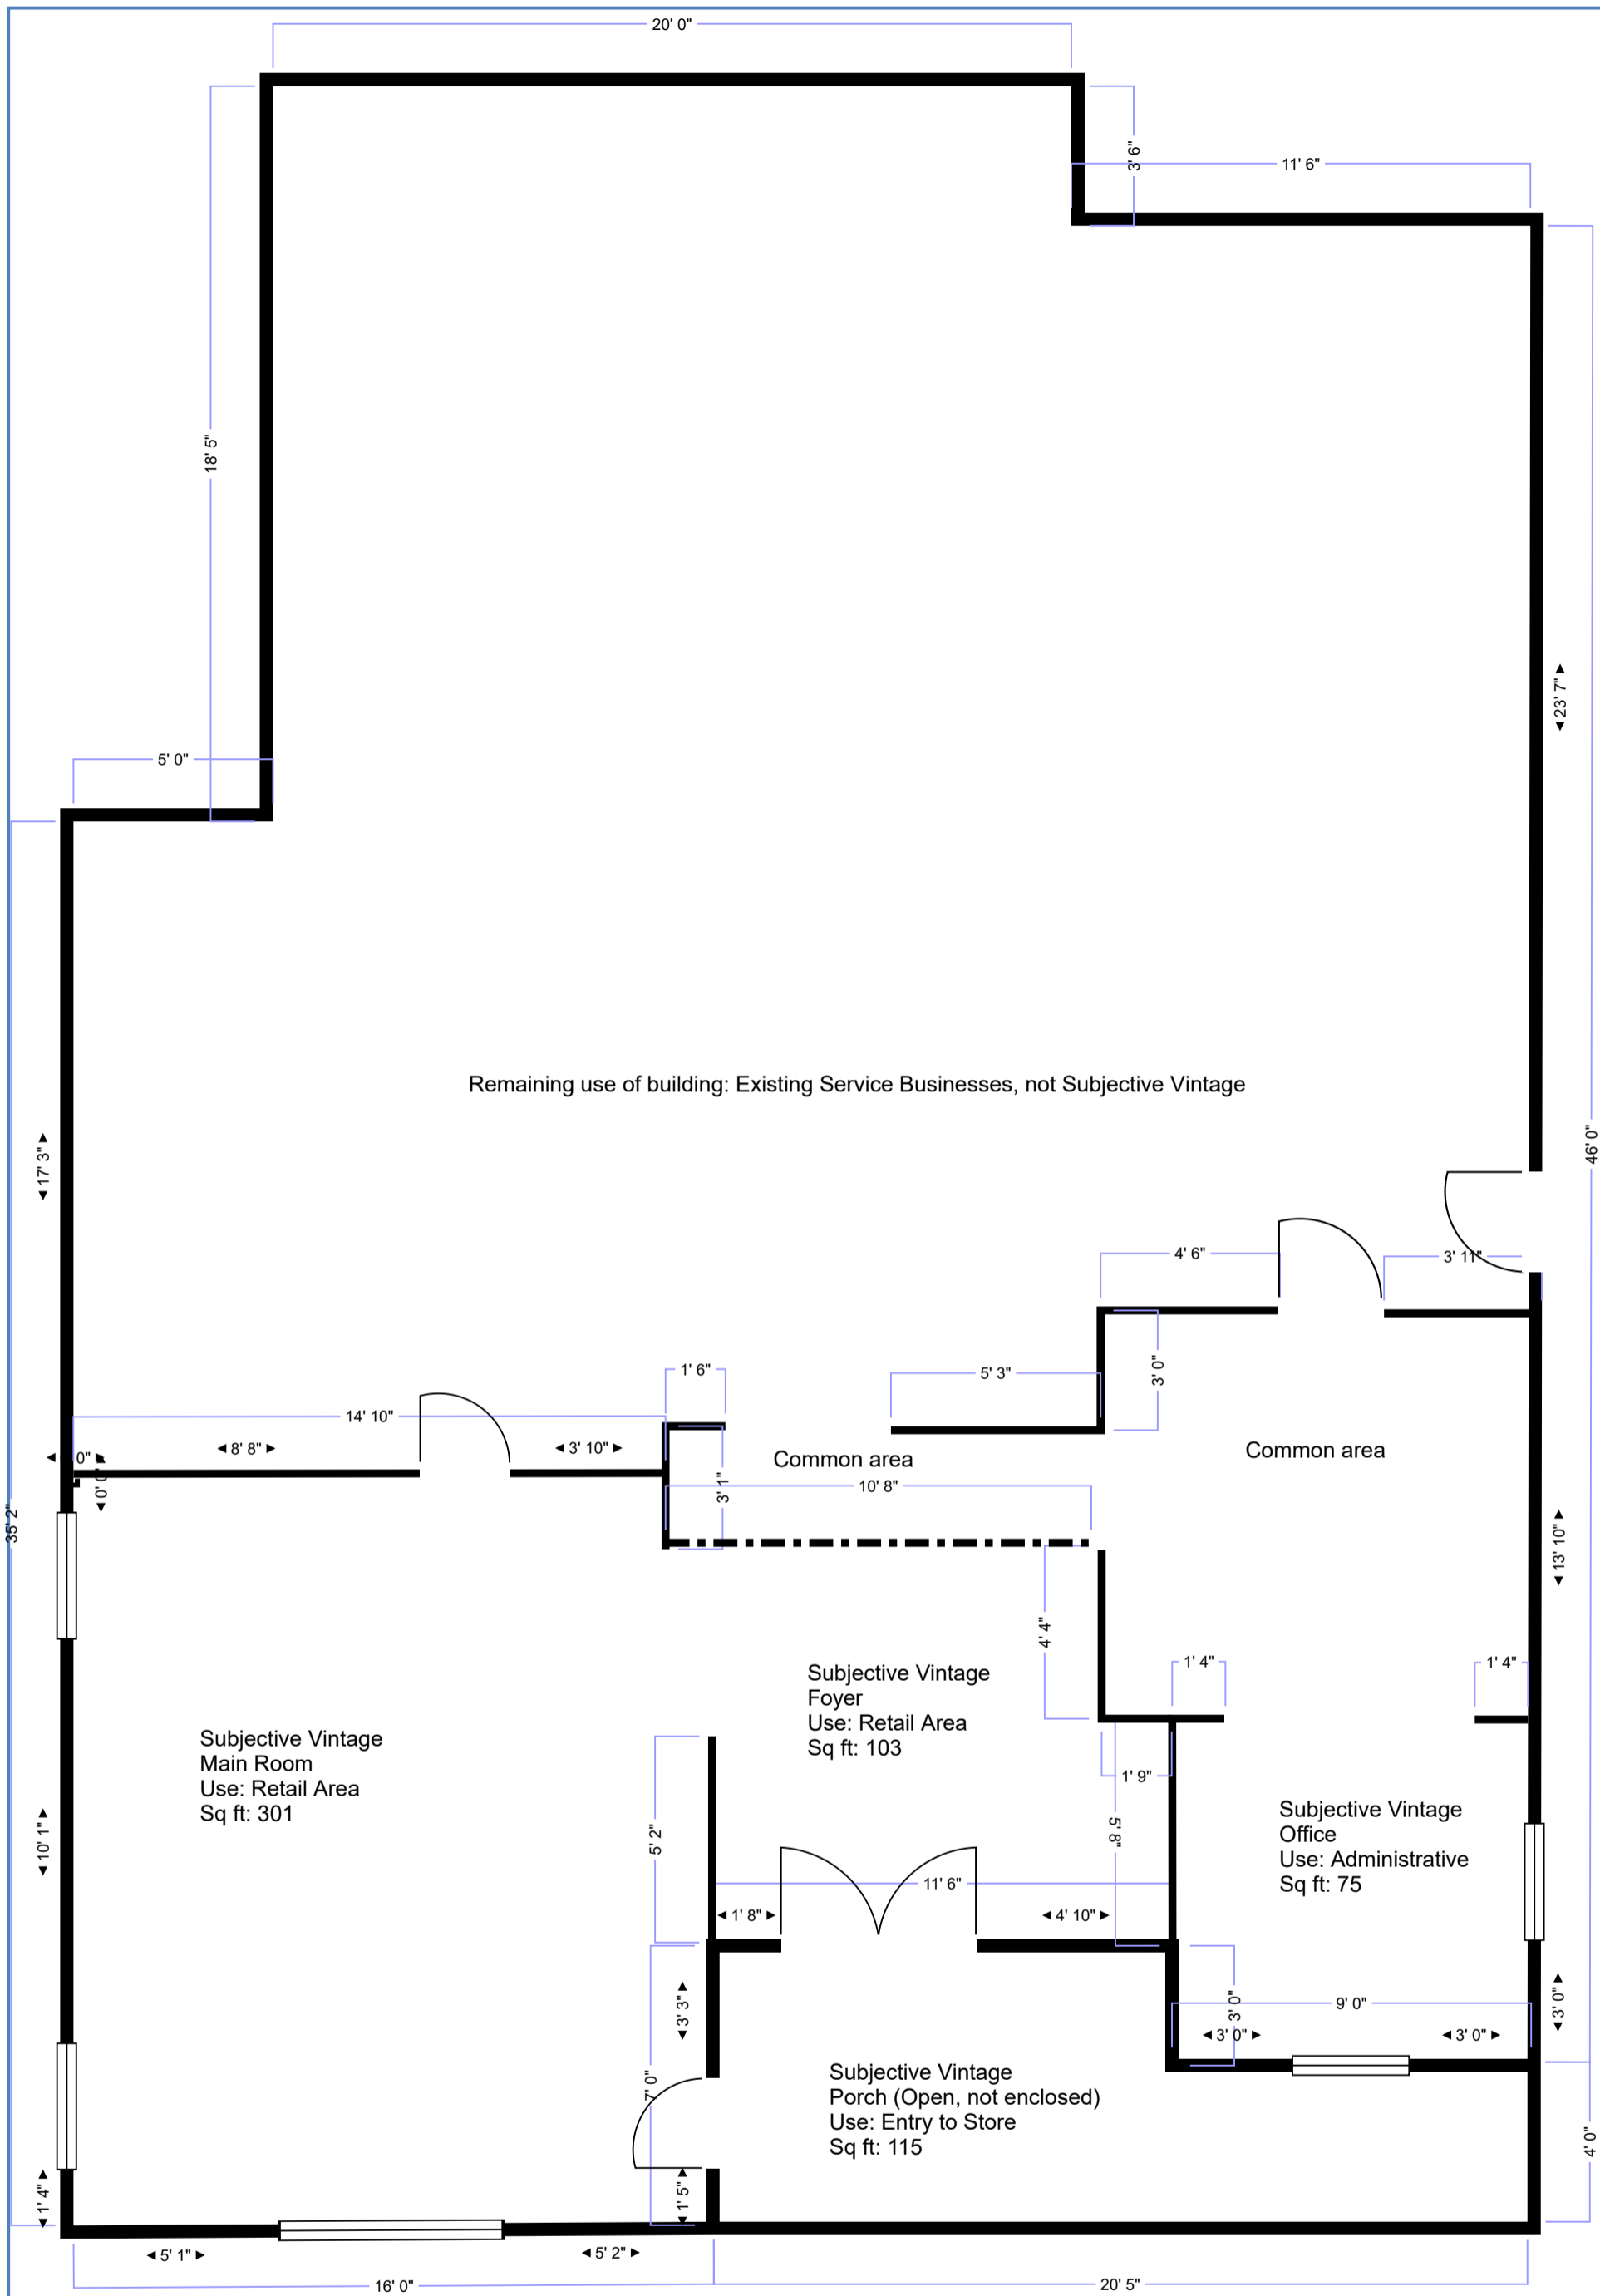 20' 0"
3' 6"
11' 6"
18' 5"
23' 7"
5' 0"
Remaining use of building: Existing Service Businesses, not Subjective Vintage
46' 0"
17' 3"
4' 6"
3' 11"
1' 6"
5' 3"
3' 0"
14' 10"
8' 8"
3' 10"
0"
0' 0"
Common area
Common area
3' 1"
10' 8"
35' 2"
13' 10"
4' 4"
1' 4"
1' 4"
Subjective Vintage
Foyer
Use: Retail Area
Sq ft: 103
Subjective Vintage
Main Room
Use: Retail Area
Sq ft: 301
1' 9"
5' 8"
5' 2"
10' 1"
Subjective Vintage
Office
Use: Administrative
Sq ft: 75
11' 6"
1' 8"
4' 10"
3' 3"
3' 0"
9' 0"
3' 0"
3' 0"
3' 0"
7' 0"
Subjective Vintage
Porch (Open, not enclosed)
Use: Entry to Store
Sq ft: 115
4' 0"
1' 4"
1' 5"
5' 1"
5' 2"
16' 0"
20' 5"